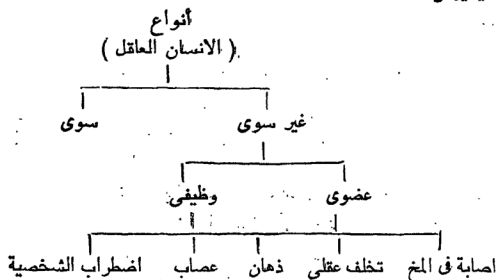 أنواع
( الانسان العاقل )
غير سوى سوى
عضوى وظيفى
اصابة فى المخ تخلف عقلى ذهان عصاب اضطراب الشخصية